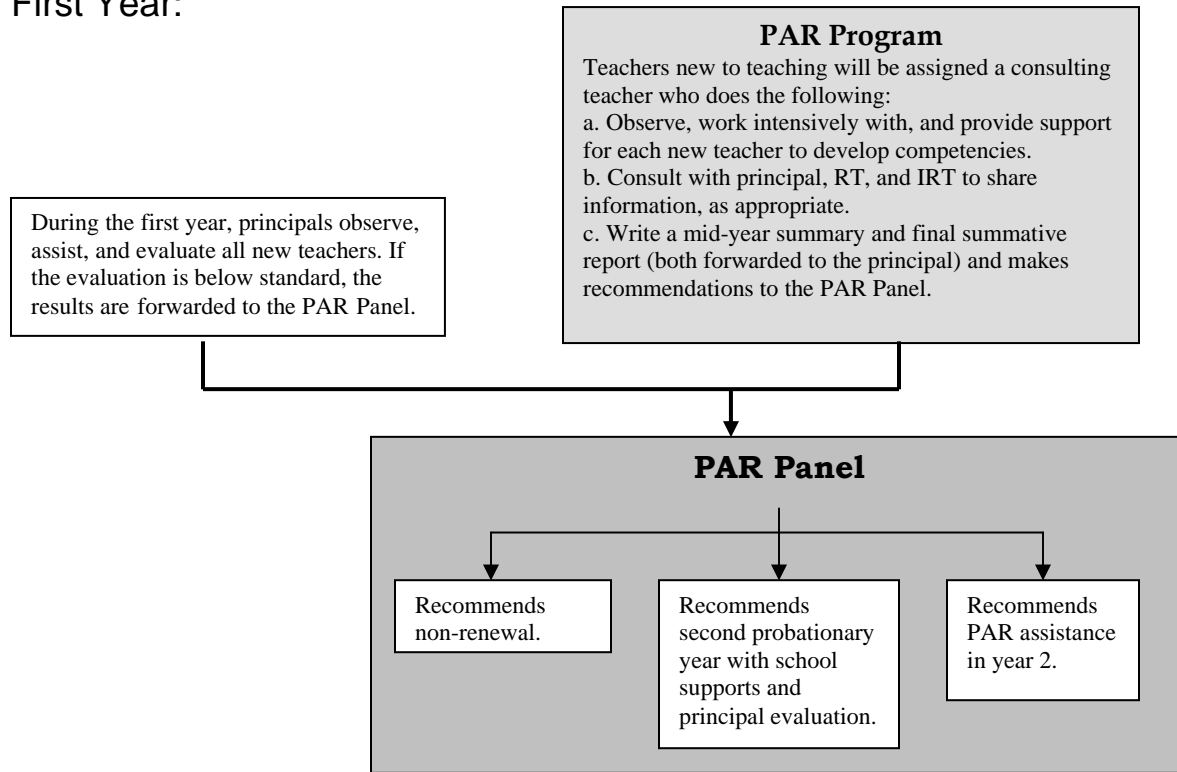 First Year:
PAR Program
Teachers new to teaching will be assigned a consulting
teacher who does the following:
a. Observe, work intensively with, and provide support
for each new teacher to develop competencies.
b. Consult with principal, RT, and IRT to share
information, as appropriate.
c. Write a mid-year summary and final summative
report (both forwarded to the principal) and makes
recommendations to the PAR Panel.
During the first year, principals observe,
assist, and evaluate all new teachers. If
the evaluation is below standard, the
results are forwarded to the PAR Panel.
PAR Panel
Recommends
non-renewal.
Recommends
second probationary
year with school
supports and
principal evaluation.
Recommends
PAR assistance
in year 2.